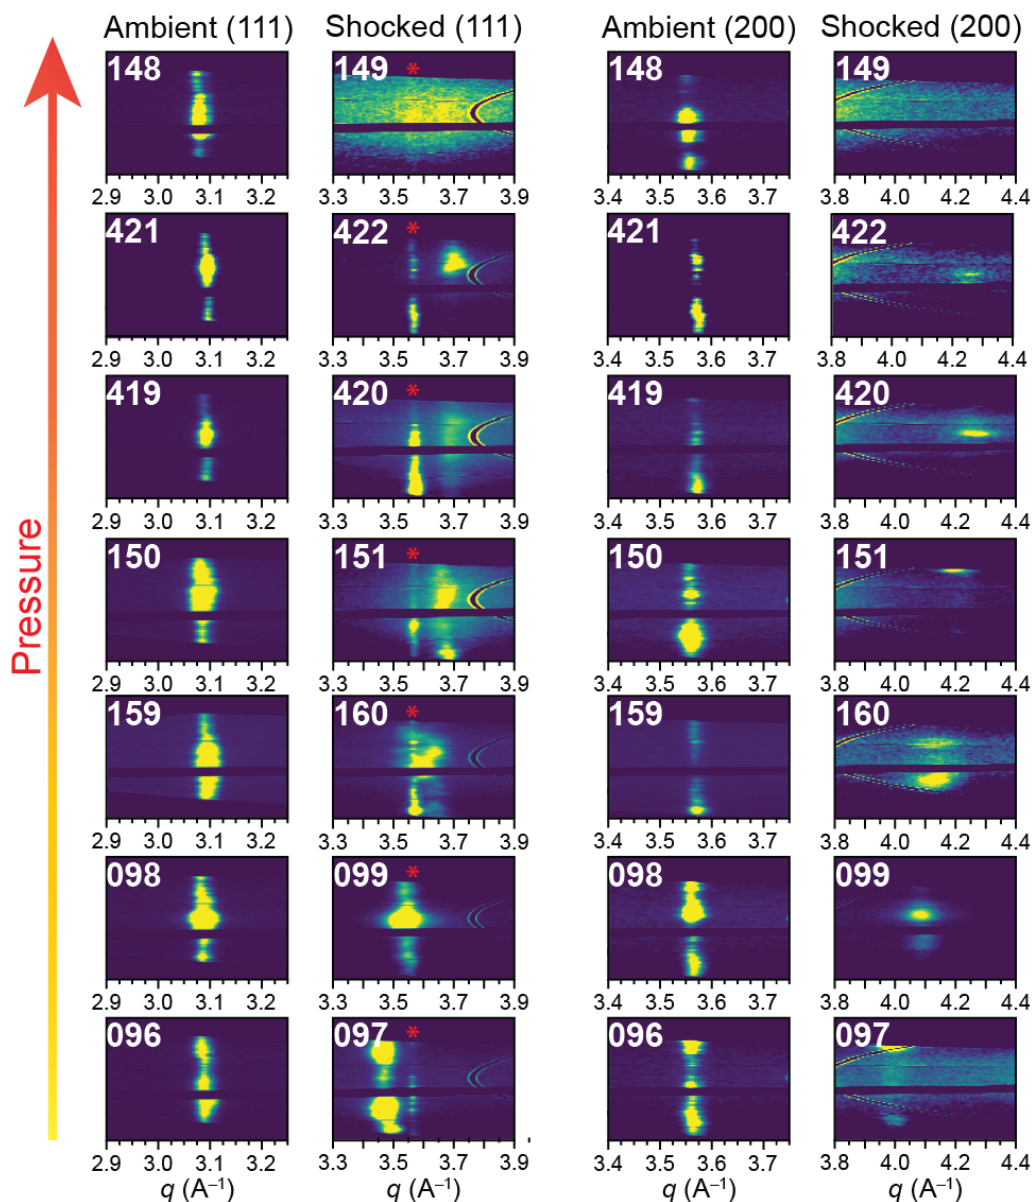 Ambient (111) Shocked (111) Ambient (200) Shocked (200)
148 149 * 148 149
2.9 3.0 3.1 3.2 3.3 3.5 3.7 3.9 3.4 3.5 3.6 3.7 3.8 4.0 4.2 4.4
421 422 * 421 422
2.9 3.0 3.1 3.2 3.3 3.5 3.7 3.9 3.4 3.5 3.6 3.7 3.8 4.0 4.2 4.4
419 420 * 419 420
2.9 3.0 3.1 3.2 3.3 3.5 3.7 3.9 3.4 3.5 3.6 3.7 3.8 4.0 4.2 4.4
Pressure
150 151 * 150 151
2.9 3.0 3.1 3.2 3.3 3.5 3.7 3.9 3.4 3.5 3.6 3.7 3.8 4.0 4.2 4.4
159 160 * 159 160
2.9 3.0 3.1 3.2 3.3 3.5 3.7 3.9 3.4 3.5 3.6 3.7 3.8 4.0 4.2 4.4
098 099 * 098 099
2.9 3.0 3.1 3.2 3.3 3.5 3.7 3.9 3.4 3.5 3.6 3.7 3.8 4.0 4.2 4.4
096 097 * 096 097
2.9 3.0 3.1 3.2 3.3 3.5 3.7 3.9 3.4 3.5 3.6 3.7 3.8 4.0 4.2 4.4
q (A⁻¹) q (A⁻¹) q (A⁻¹) q (A⁻¹)